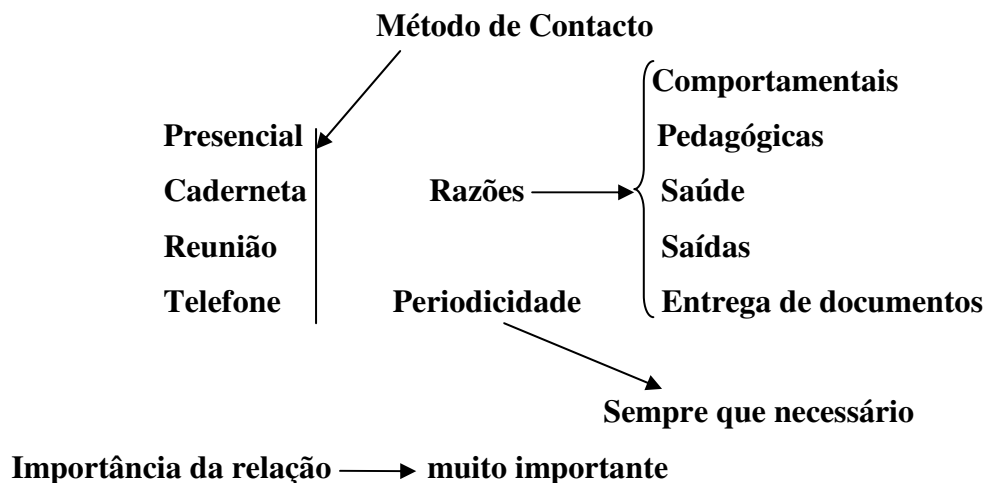 Método de Contacto
Comportamentais
Presencial
Pedagógicas
Caderneta
Razões
Saúde
Reunião
Saídas
Telefone
Periodicidade
Entrega de documentos
Sempre que necessário
Importância da relação
muito importante